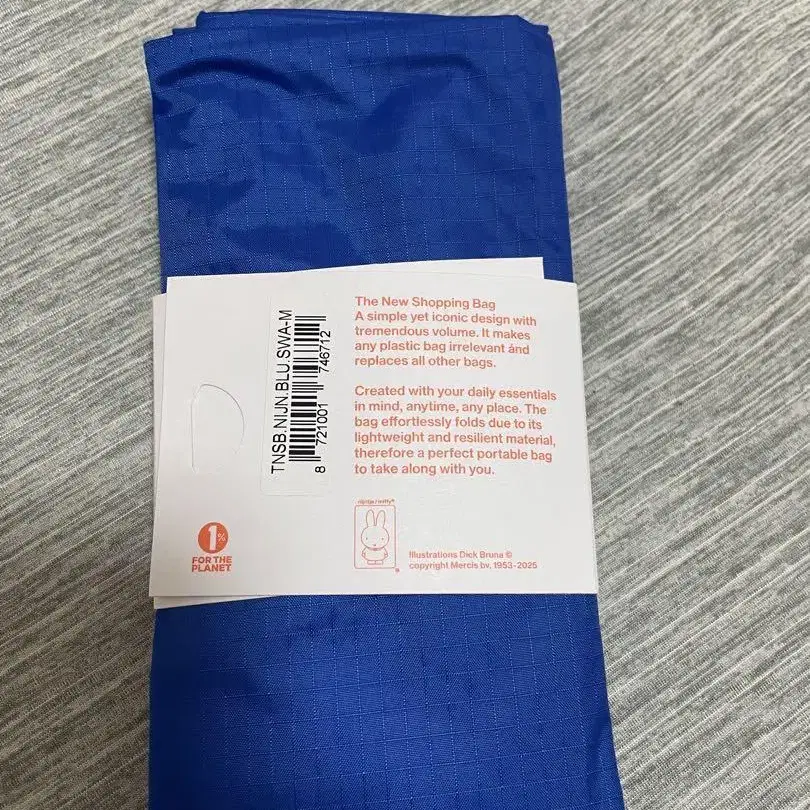 The New Shopping Bag
A simple yet iconic design with
tremendous volume. It makes
any plastic bag irrelevant ánd
replaces all other bags.
Created with your daily essentials
in mind, anytime, any place. The
bag effortlessly folds due to its
lightweight and resilient material,
therefore a perfect portable bag
to take along with you.
TNSB.NIJN.BLU.SWA-M
8 721001 746712
1%
FOR THE
PLANET
nijntje / miffy®
Illustrations Dick Bruna ©
copyright Mercis bv, 1953-2025